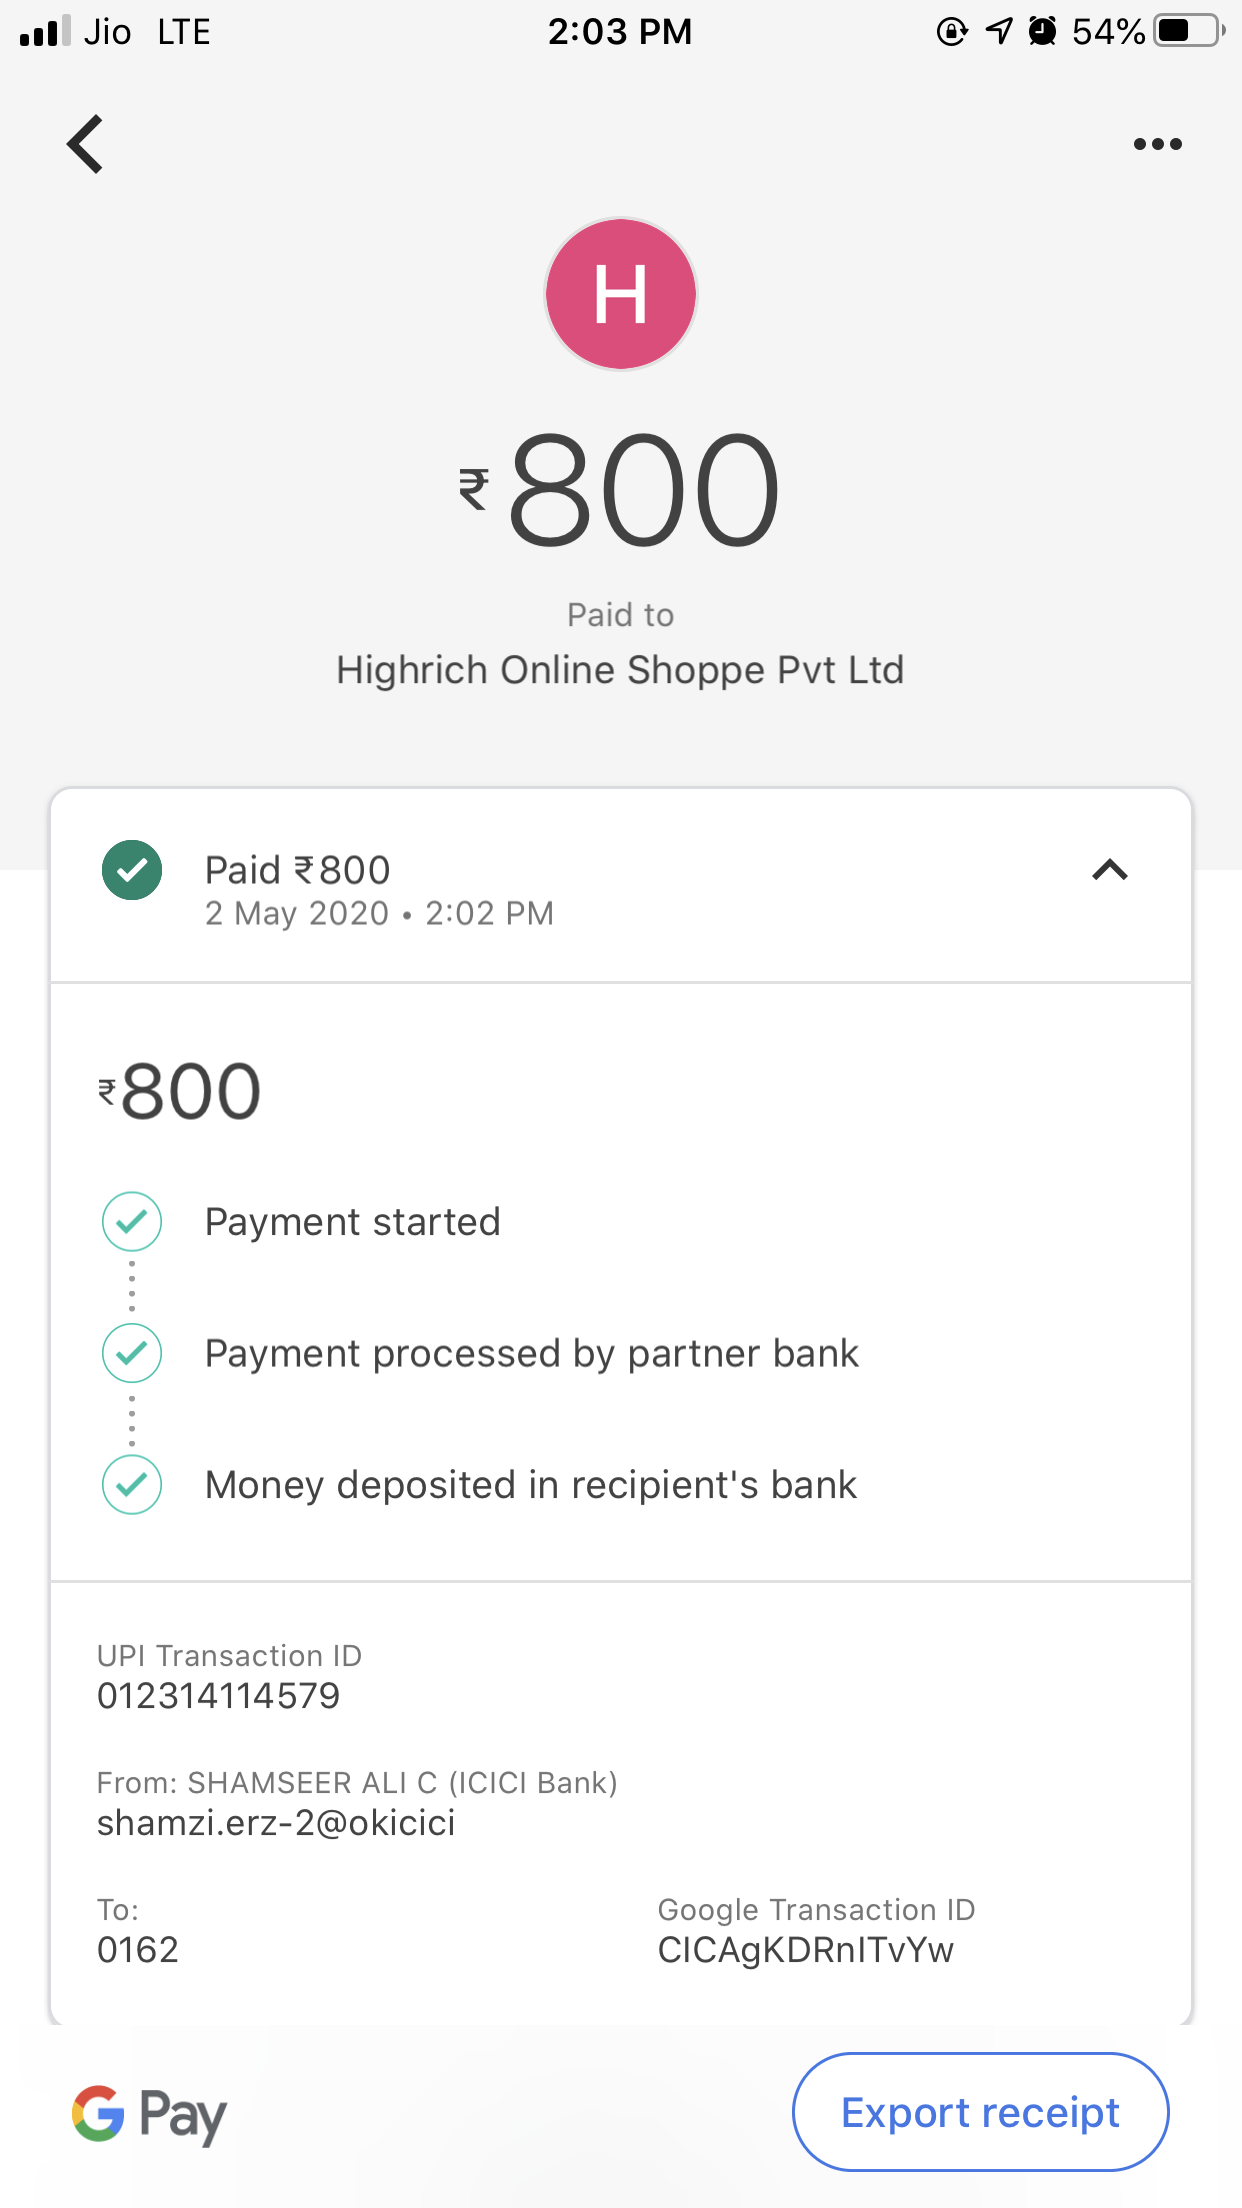 Jio LTE 2:03 PM 54%
H
₹800
Paid to
Highrich Online Shoppe Pvt Ltd
Paid ₹800
2 May 2020 • 2:02 PM
₹800
Payment started
Payment processed by partner bank
Money deposited in recipient's bank
UPI Transaction ID
012314114579
From: SHAMSEER ALI C (ICICI Bank)
shamzi.erz-2@okicici
To: Google Transaction ID
0162 CICAgKDRnITvYw
G Pay Export receipt